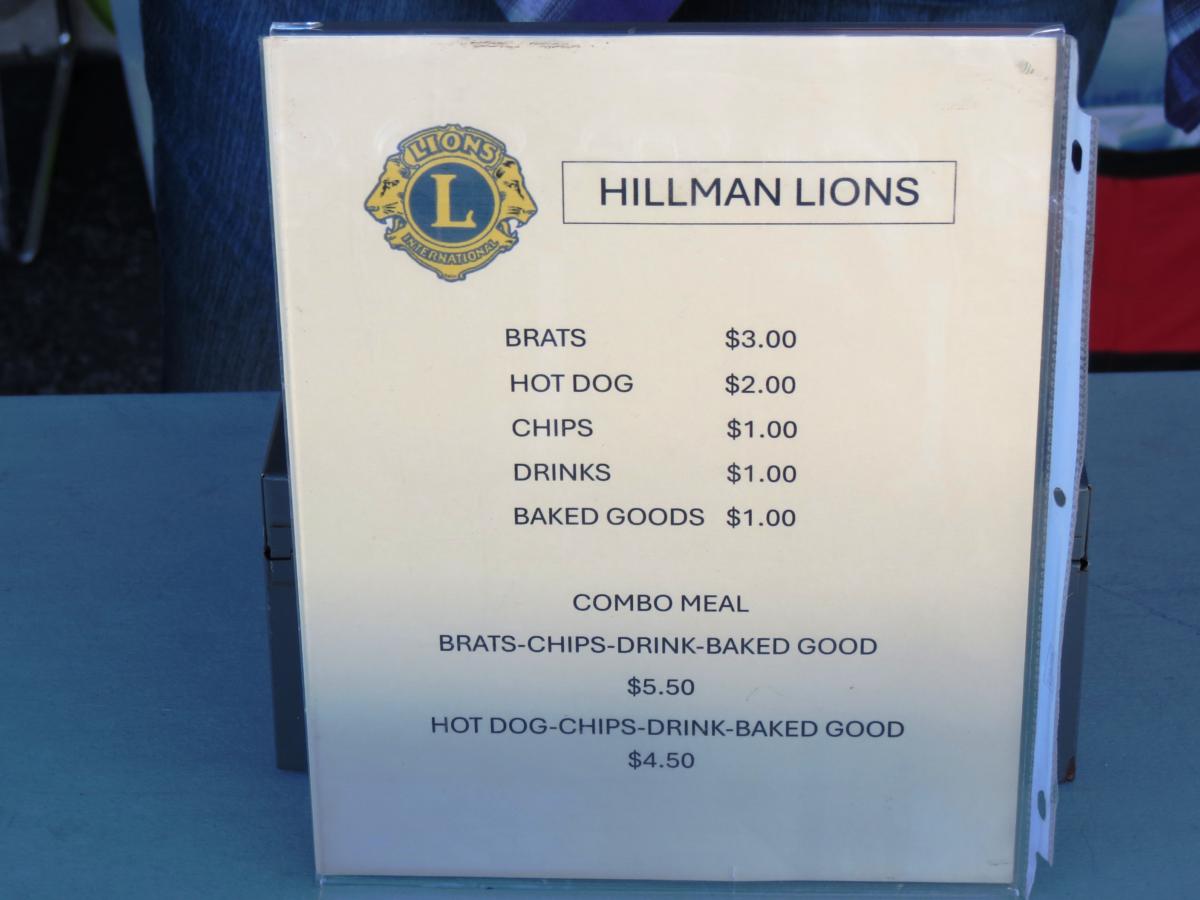 LIONS
L
INTERNATIONAL
HILLMAN LIONS
BRATS $3.00
HOT DOG $2.00
CHIPS $1.00
DRINKS $1.00
BAKED GOODS $1.00
COMBO MEAL
BRATS-CHIPS-DRINK-BAKED GOOD
$5.50
HOT DOG-CHIPS-DRINK-BAKED GOOD
$4.50